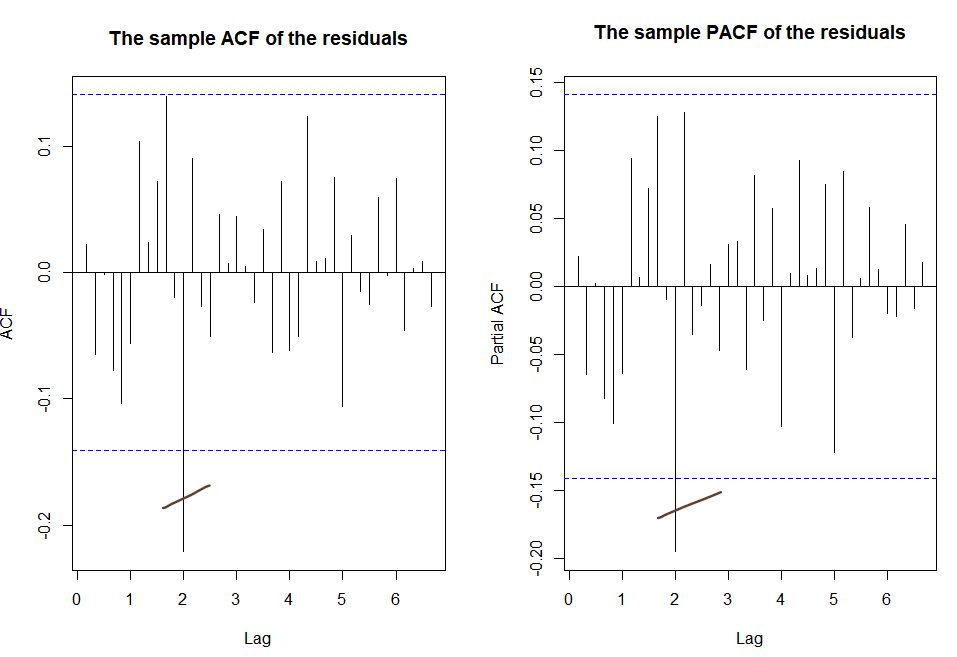 The sample ACF of the residuals
ACF
0.1
0.0
-0.1
-0.2
0 1 2 3 4 5 6
Lag
The sample PACF of the residuals
Partial ACF
0.15
0.10
0.05
0.00
-0.05
-0.10
-0.15
-0.20
0 1 2 3 4 5 6
Lag